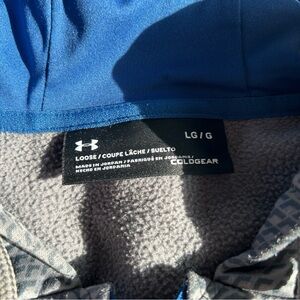 LG / G
LOOSE / COUPE LÂCHE / SUELTO
MADE IN JORDAN / FABRIQUÉ EN JORDANIE /
HECHO EN JORDANIA
COLDGEAR